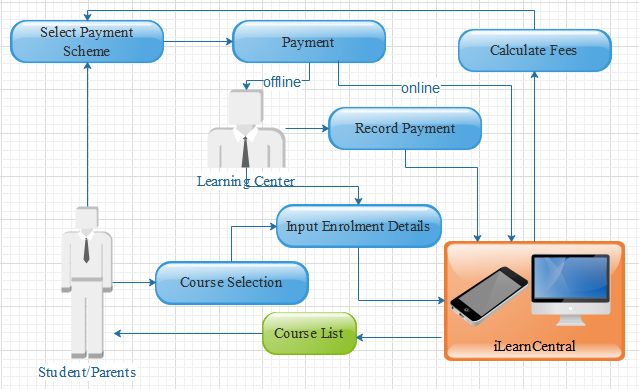 Select Payment
Scheme
Payment
Calculate Fees
offline
online
Record Payment
Learning Center
Input Enrolment Details
Course Selection
Course List
iLearnCentral
Student/Parents